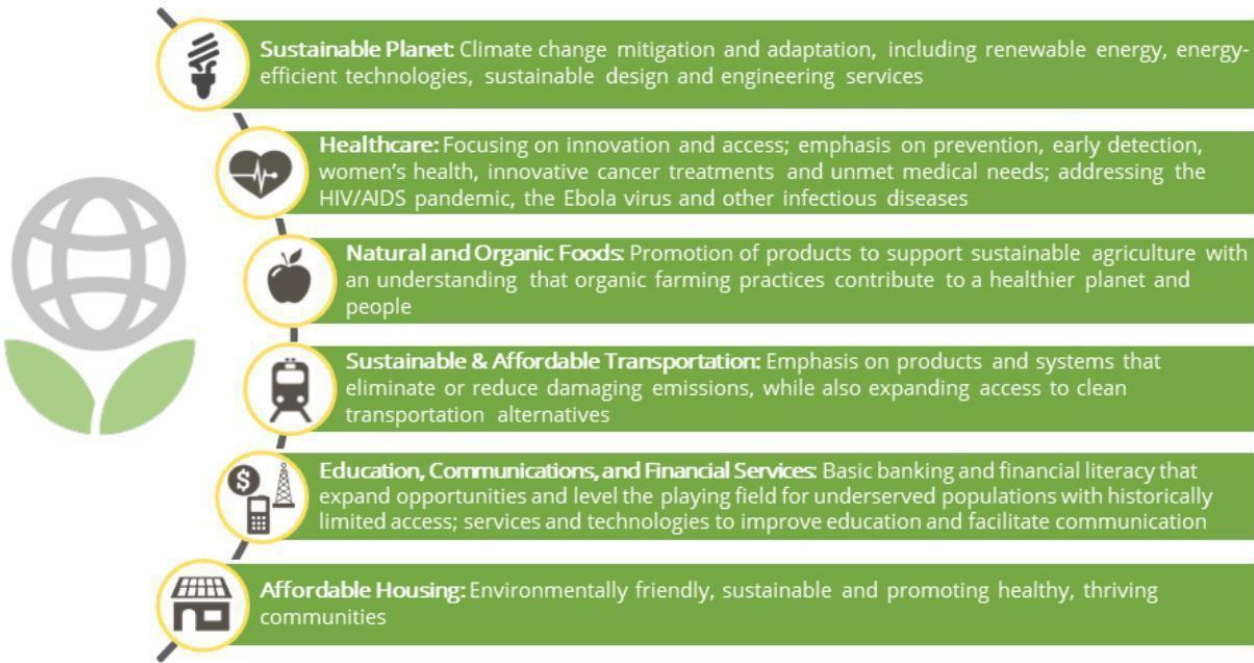 Sustainable Planet: Climate change mitigation and adaptation, including renewable energy, energy-
efficient technologies, sustainable design and engineering services
Healthcare: Focusing on innovation and access; emphasis on prevention, early detection,
women's health, innovative cancer treatments and unmet medical needs; addressing the
HIV/AIDS pandemic, the Ebola virus and other infectious diseases
Natural and Organic Foods: Promotion of products to support sustainable agriculture with
an understanding that organic farming practices contribute to a healthier planet and
people
Sustainable & Affordable Transportation: Emphasis on products and systems that
eliminate or reduce damaging emissions, while also expanding access to clean
transportation alternatives
$
Education, Communications, and Financial Services: Basic banking and financial literacy that
expand opportunities and level the playing field for underserved populations with historically
limited access; services and technologies to improve education and facilitate communication
Affordable Housing: Environmentally friendly, sustainable and promoting healthy, thriving
communities